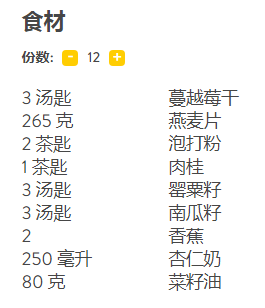 食材
份数: - 12 +
3 汤匙 蔓越莓干
265 克 燕麦片
2 茶匙 泡打粉
1 茶匙 肉桂
3 汤匙 罂粟籽
3 汤匙 南瓜籽
2 香蕉
250 毫升 杏仁奶
80 克 菜籽油